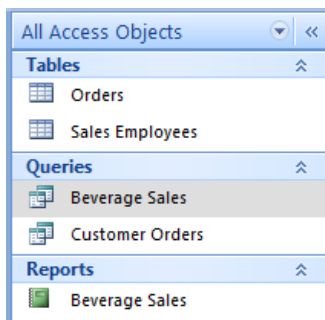 All Access Objects
Tables
Orders
Sales Employees
Queries
Beverage Sales
Customer Orders
Reports
Beverage Sales